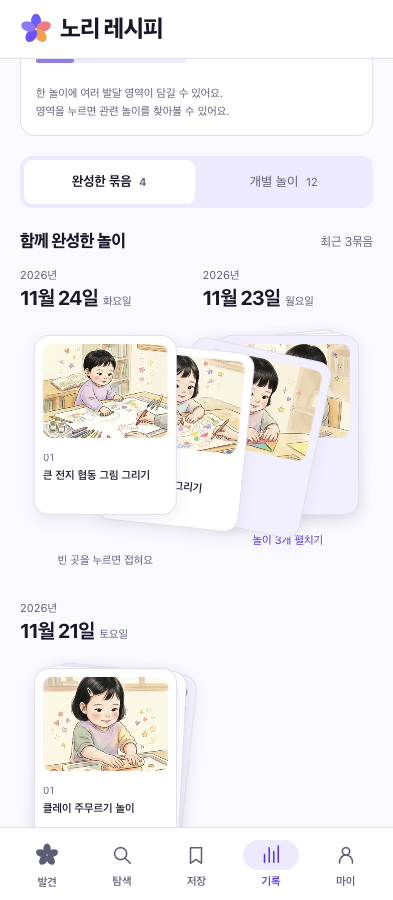 노리 레시피
한 놀이에 여러 발달 영역이 담길 수 있어요.
영역을 누르면 관련 놀이를 찾아볼 수 있어요.
완성한 묶음 4
개별 놀이 12
함께 완성한 놀이
최근 3묶음
2026년
11월 24일 화요일
2026년
11월 23일 월요일
01
큰 전지 협동 그림 그리기
그리기
놀이 3개 펼치기
빈 곳을 누르면 접혀요
2026년
11월 21일 토요일
01
클레이 주무르기 놀이
발견
탐색
저장
기록
마이